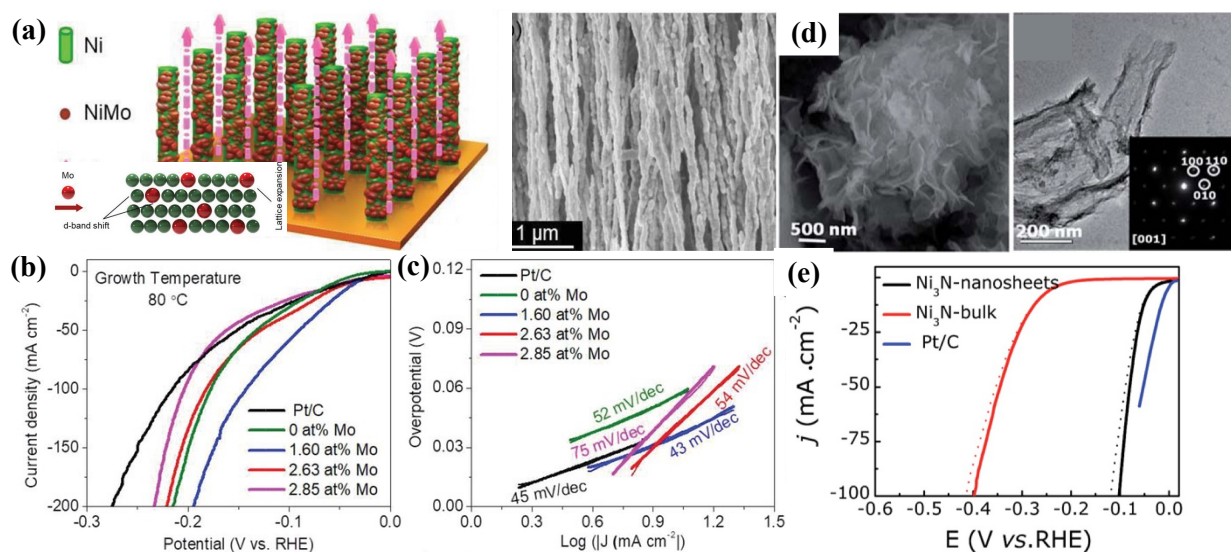 (a)
Ni
NiMo
Mo
d-band shift
Lattice expansion
1 μm
(d)
500 nm
100 110
010
[001]
200 nm
(b)
Growth Temperature
80 °C
Pt/C
0 at% Mo
1.60 at% Mo
2.63 at% Mo
2.85 at% Mo
Current density (mA cm⁻²)
0
-50
-100
-150
-200
-0.3
-0.2
-0.1
0.0
Potential (V vs. RHE)
(c)
Pt/C
0 at% Mo
1.60 at% Mo
2.63 at% Mo
2.85 at% Mo
52 mV/dec
75 mV/dec
54 mV/dec
43 mV/dec
45 mV/dec
Overpotential (V)
0.12
0.09
0.06
0.03
0.00
0.3
0.6
0.9
1.2
1.5
Log (|J (mA cm⁻²|)
(e)
Ni₃N-nanosheets
Ni₃N-bulk
Pt/C
j (mA .cm⁻²)
-25
-50
-75
-100
-0.6
-0.5
-0.4
-0.3
-0.2
-0.1
0
E (V vs.RHE)